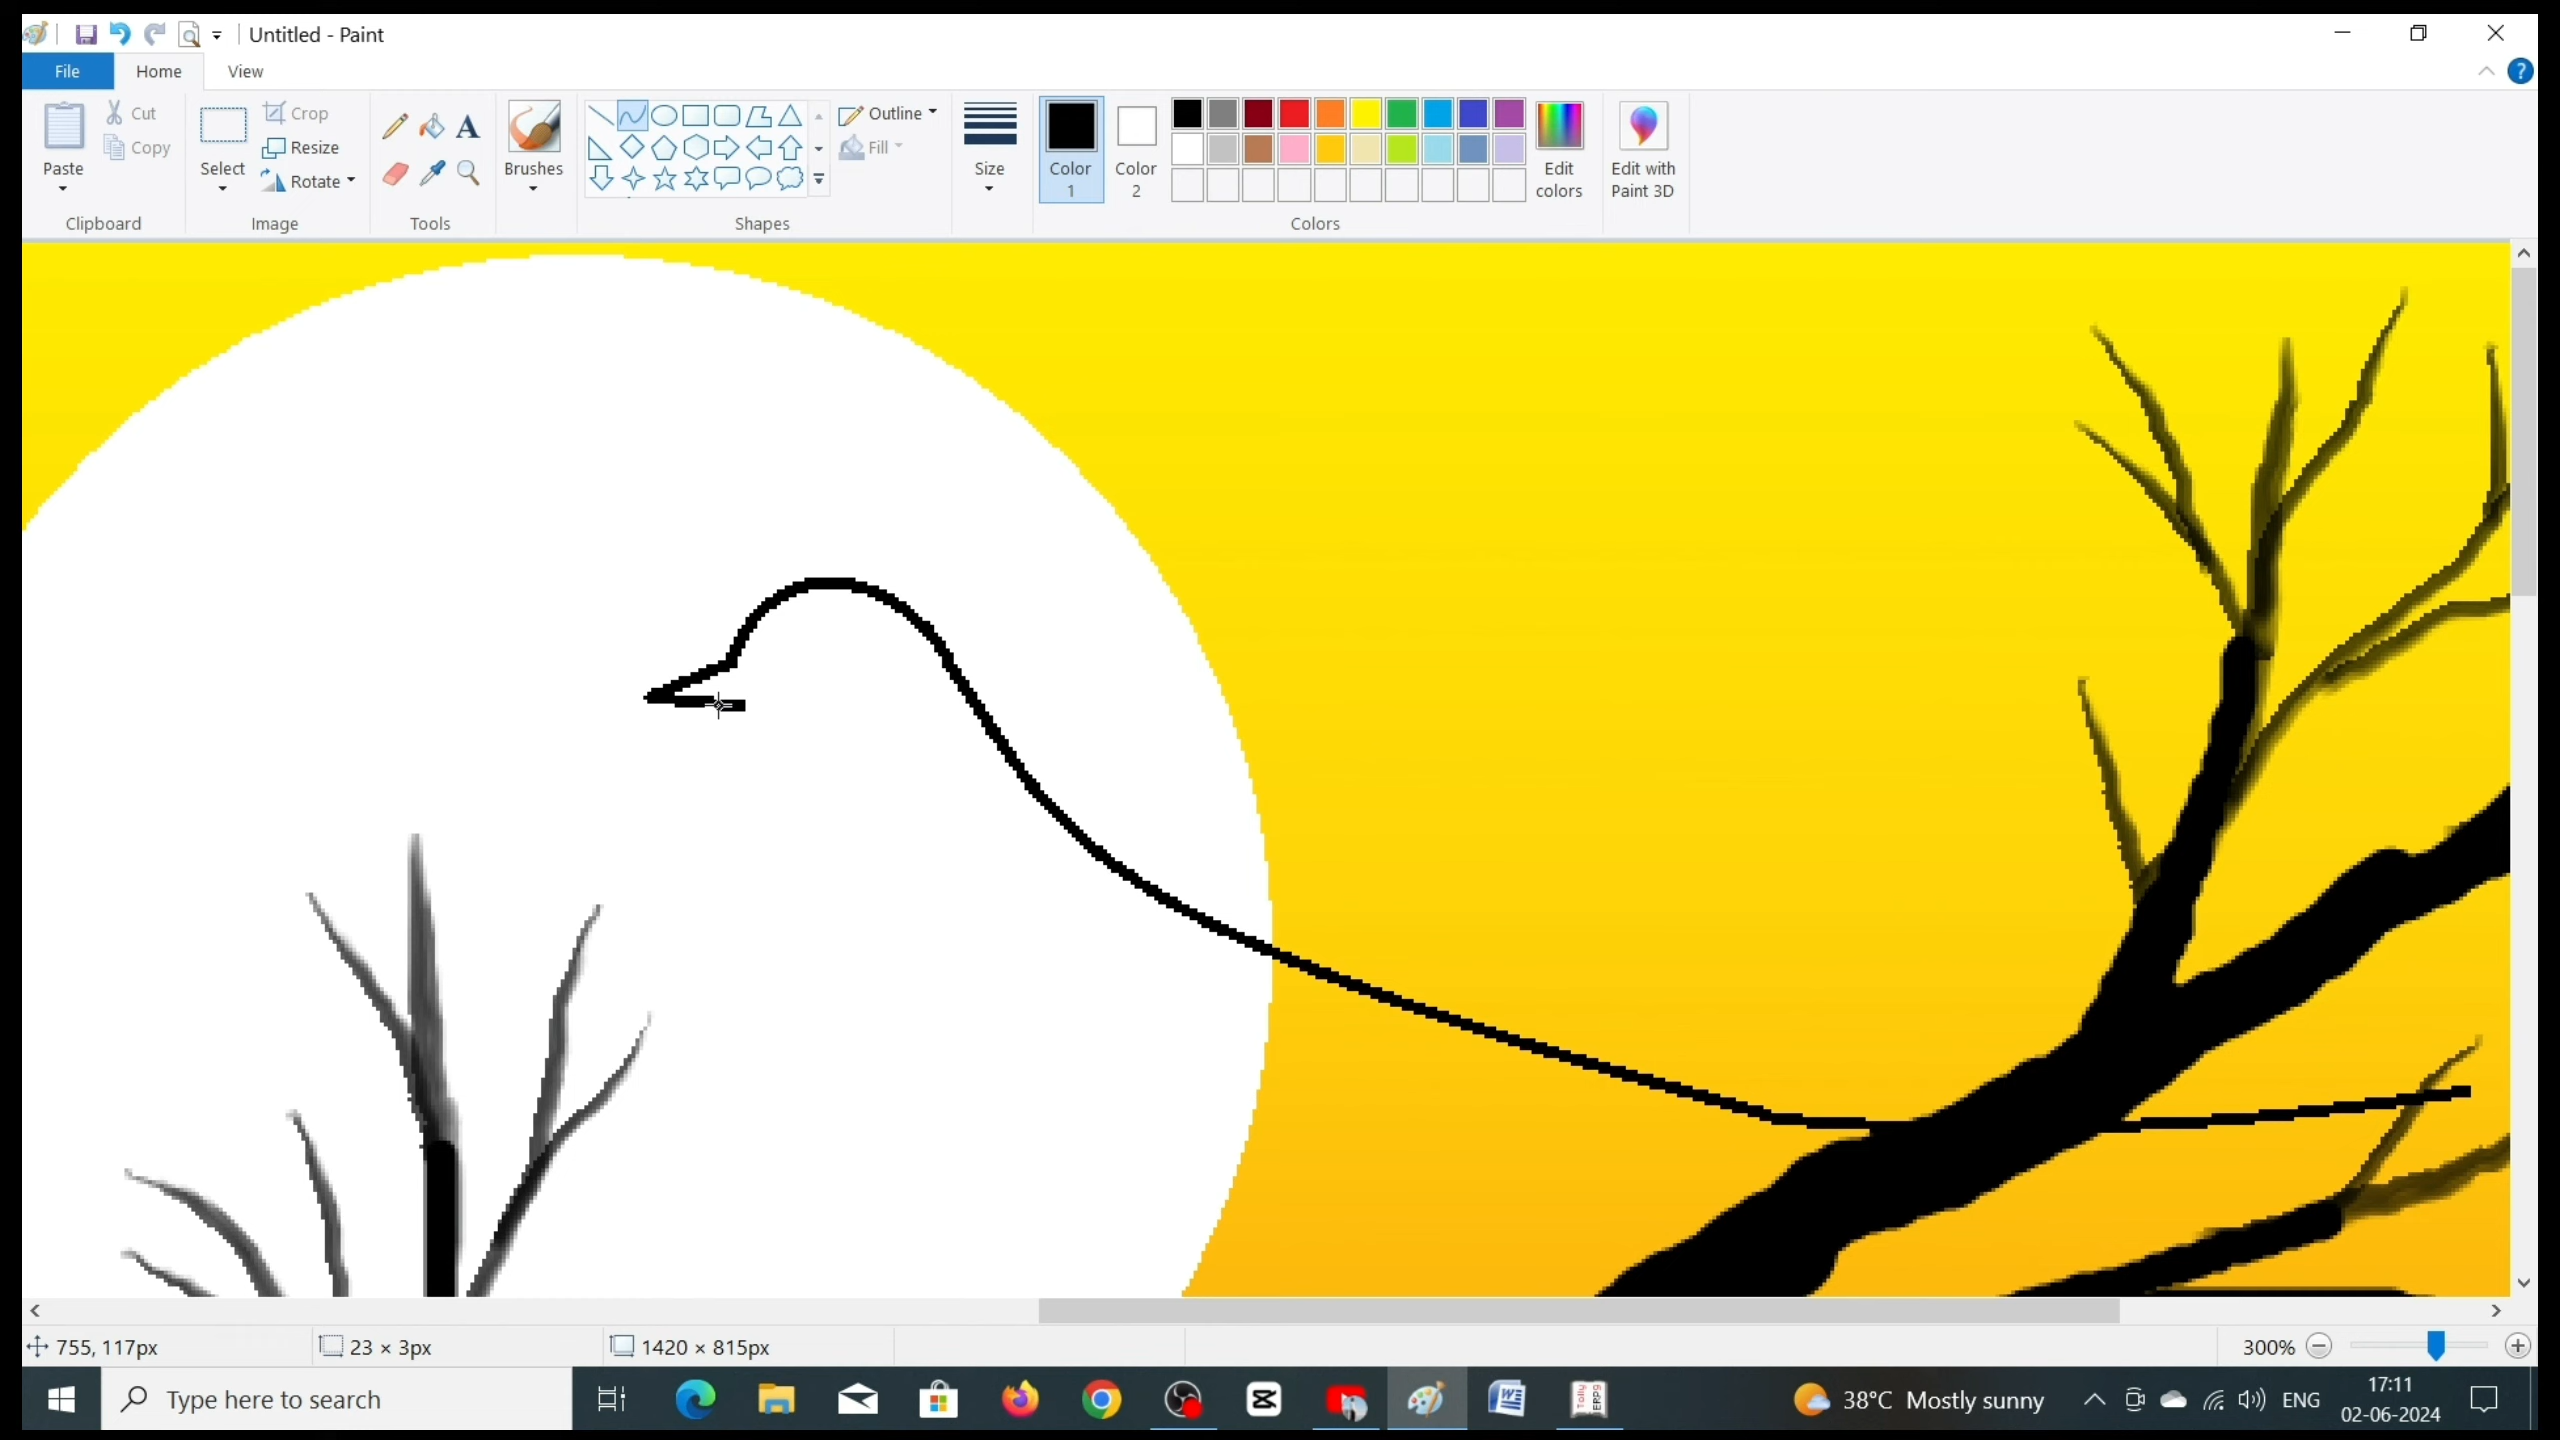 Untitled - Paint
File Home View
Paste Cut Copy Select Crop Resize Rotate A Brushes Outline Fill Size Color 1 Color 2 Edit colors Edit with Paint 3D
Clipboard Image Tools Shapes Colors
755, 117px 23 × 3px 1420 × 815px 300%
Type here to search 38°C Mostly sunny ENG 17:11
02-06-2024